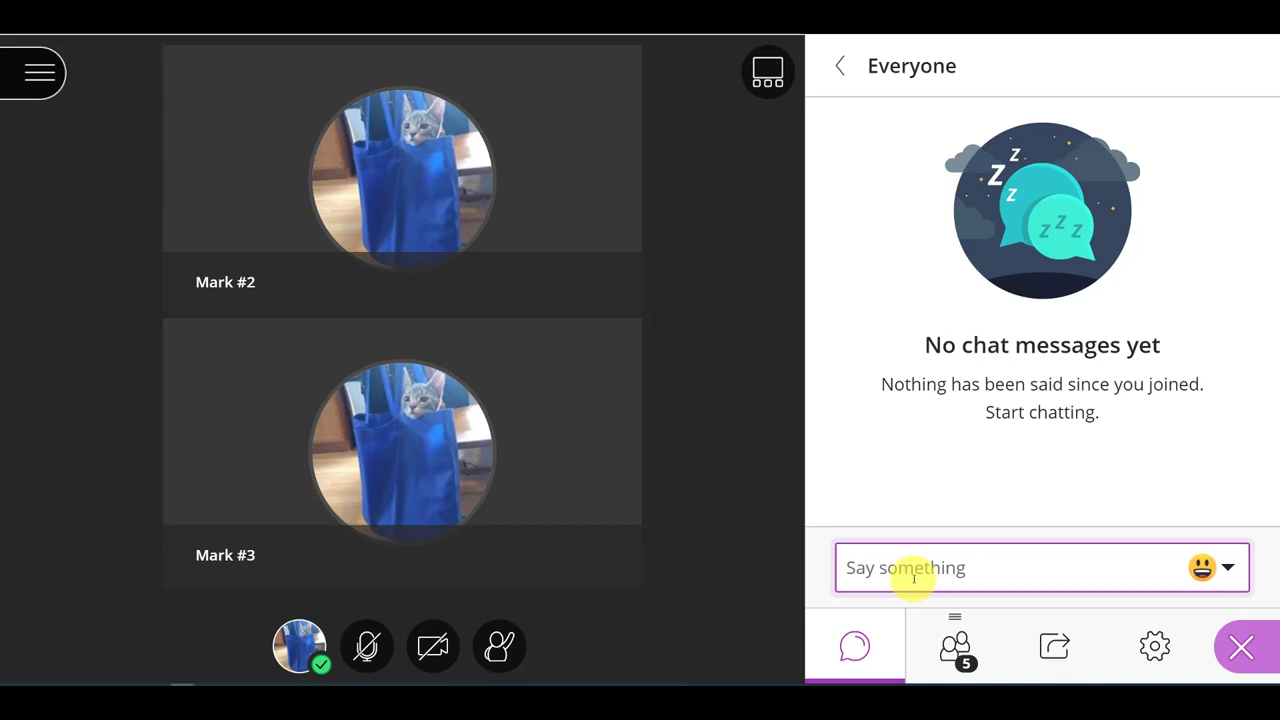 Everyone
Z
Z
Z
Z Z Z
Mark #2
No chat messages yet
Nothing has been said since you joined.
Start chatting.
Mark #3
Say something
5